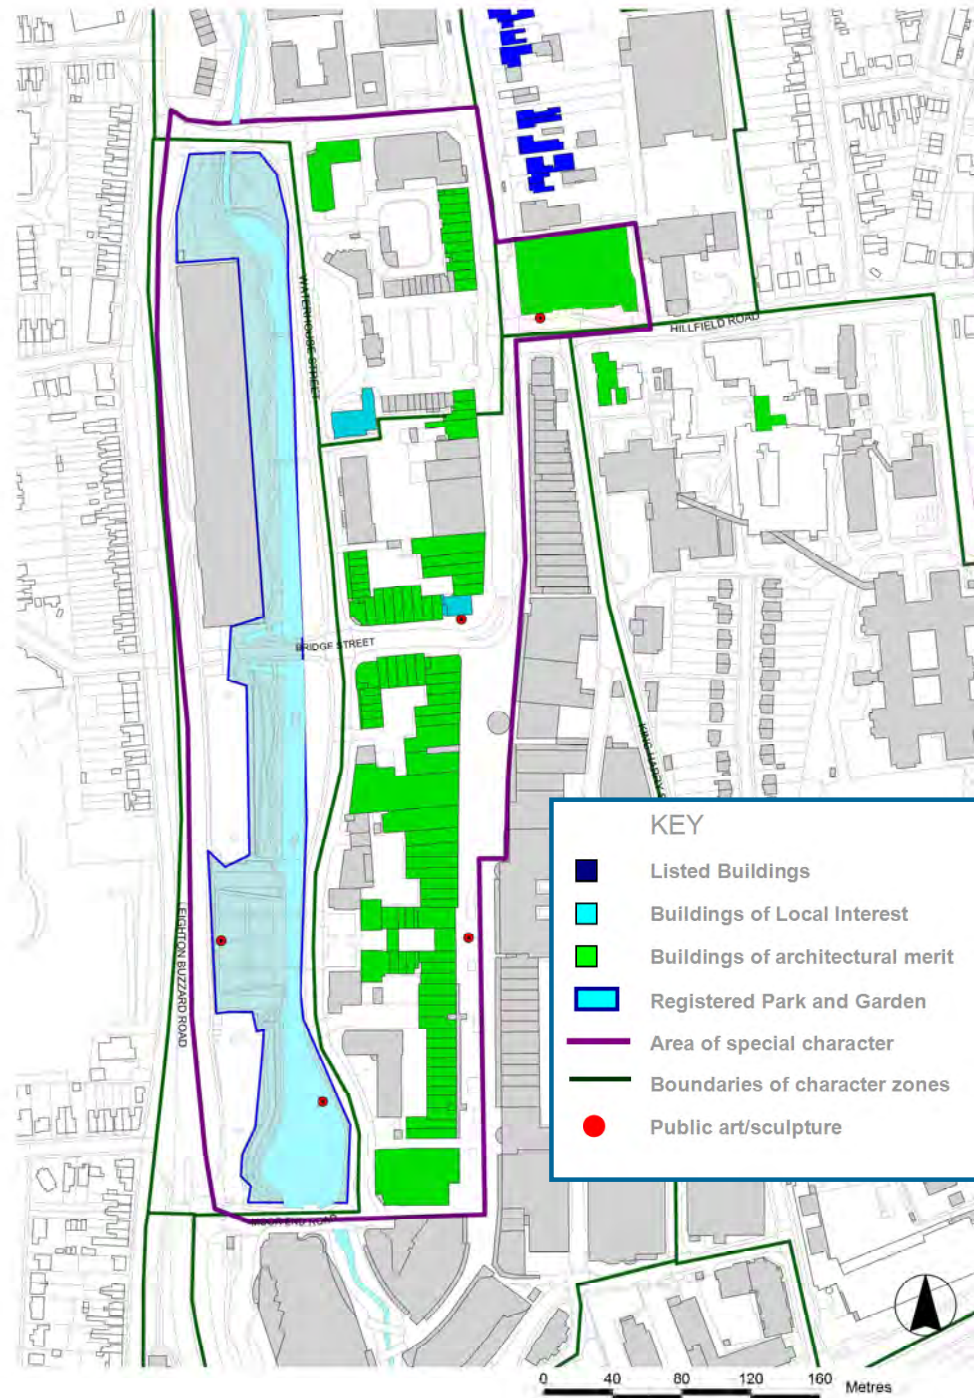 WATERHOUSE STREET
HILLFIELD ROAD
BRIDGE STREET
KING HARRY
KEY
Listed Buildings
Buildings of Local Interest
Buildings of architectural merit
Registered Park and Garden
Area of special character
Boundaries of character zones
Public art/sculpture
LEIGHTON BUZZARD ROAD
MOOR END ROAD
0 40 80 120 160 Metres